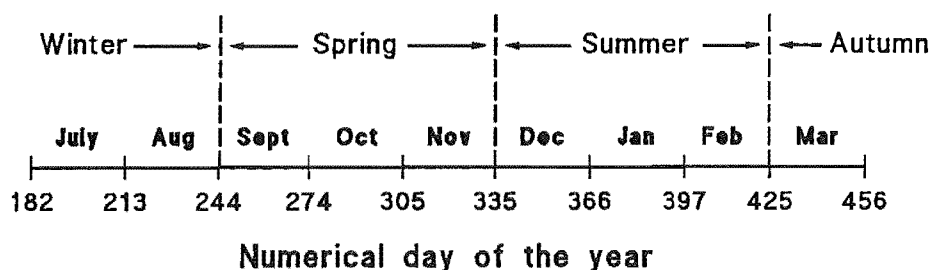 Winter Spring Summer Autumn
July Aug Sept Oct Nov Dec Jan Feb Mar
182 213 244 274 305 335 366 397 425 456
Numerical day of the year